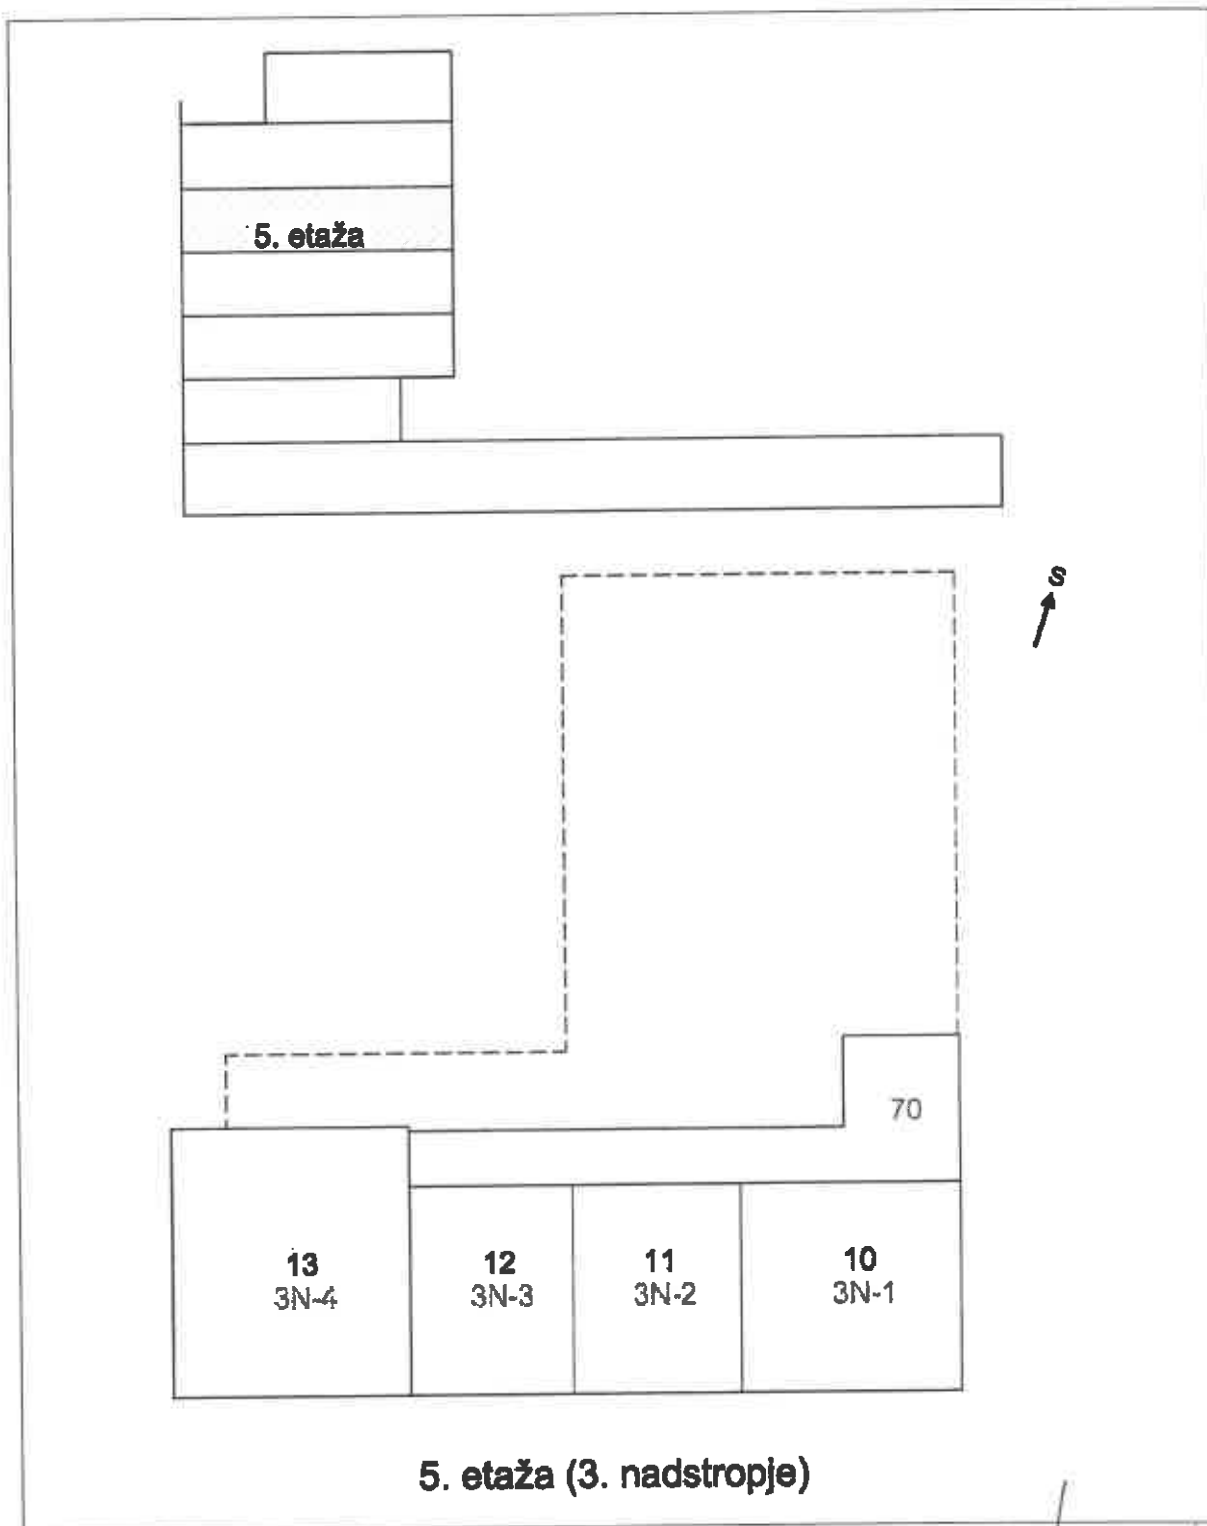 5. etaža
S
70
13
3N-4
12
3N-3
11
3N-2
10
3N-1
5. etaža (3. nadstropje)